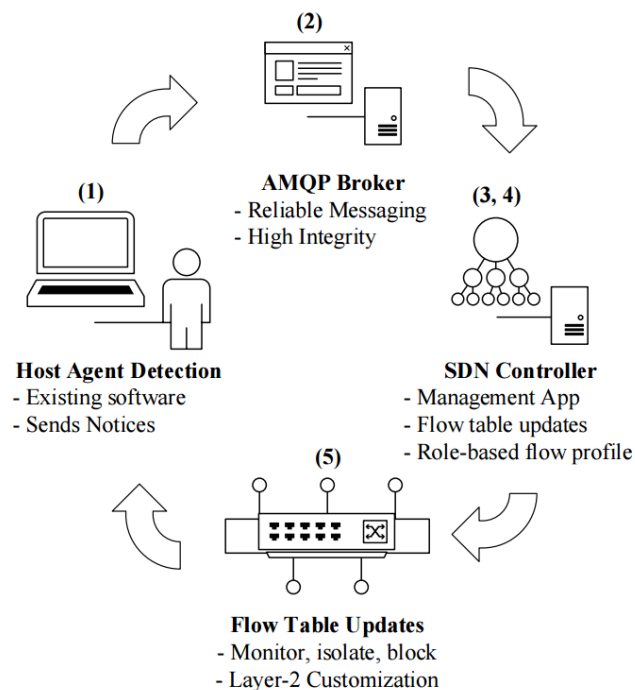 (2)
AMQP Broker
- Reliable Messaging
- High Integrity
(1)
Host Agent Detection
- Existing software
- Sends Notices
(3, 4)
SDN Controller
- Management App
- Flow table updates
- Role-based flow profile
(5)
Flow Table Updates
- Monitor, isolate, block
- Layer-2 Customization